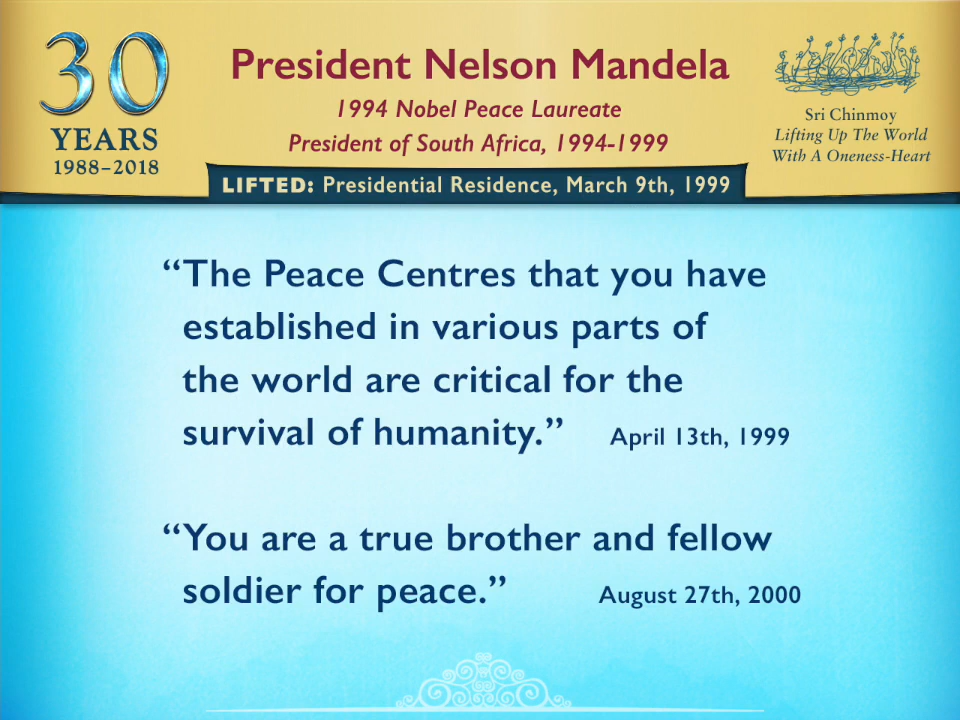 30
YEARS
1988–2018
President Nelson Mandela
1994 Nobel Peace Laureate
President of South Africa, 1994-1999
LIFTED: Presidential Residence, March 9th, 1999
Sri Chinmoy
Lifting Up The World
With A Oneness-Heart
“The Peace Centres that you have
established in various parts of
the world are critical for the
survival of humanity.” April 13th, 1999
“You are a true brother and fellow
soldier for peace.” August 27th, 2000